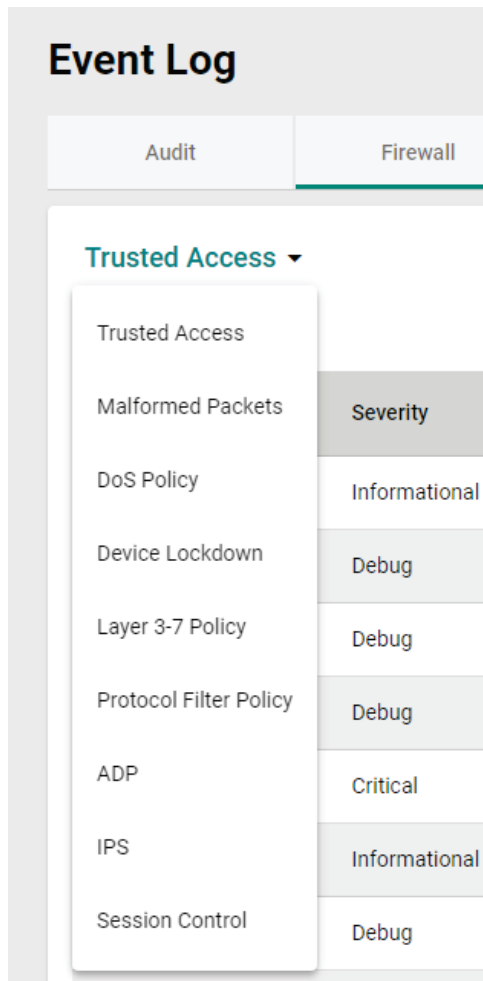 Event Log
Audit
Firewall
Trusted Access
Trusted Access
Malformed Packets
DoS Policy
Device Lockdown
Layer 3-7 Policy
Protocol Filter Policy
ADP
IPS
Session Control
Severity
Informational
Debug
Debug
Debug
Critical
Informational
Debug